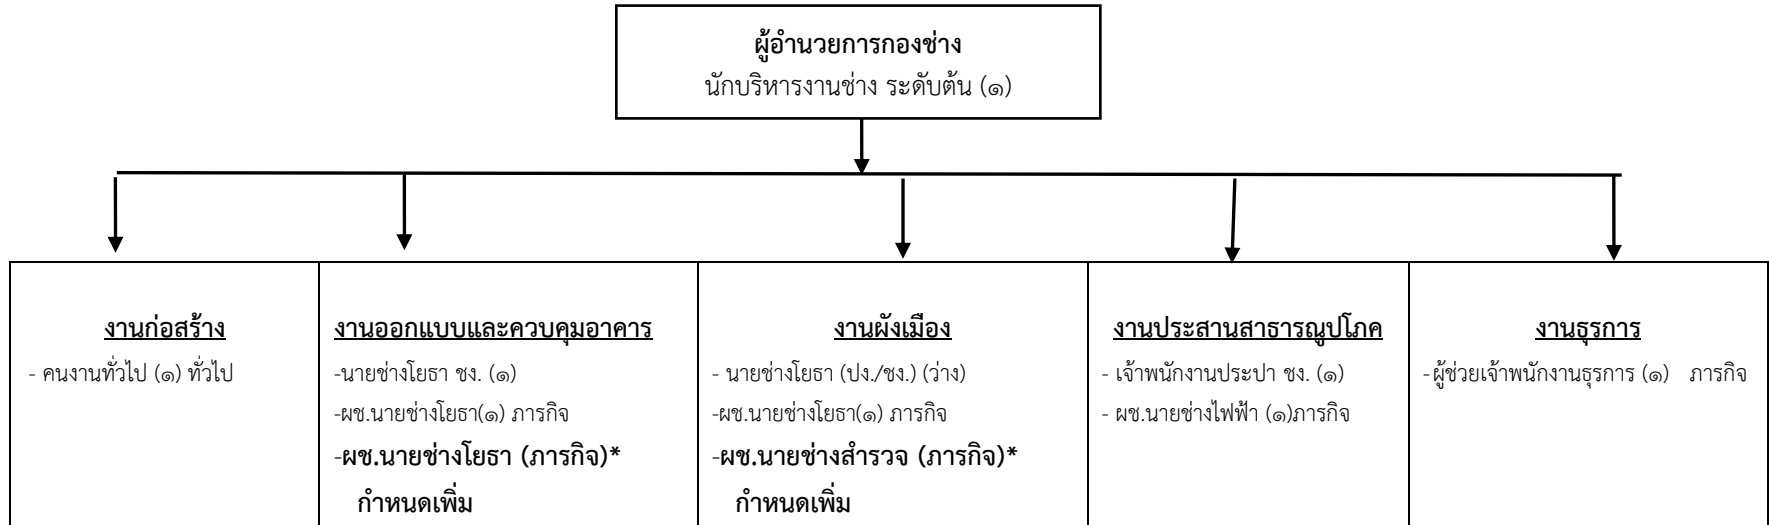 ผู้อำนวยการกองช่าง
นักบริหารงานช่าง ระดับต้น (๑)
งานก่อสร้าง
- คนงานทั่วไป (๑) ทั่วไป
งานออกแบบและควบคุมอาคาร
-นายช่างโยธา ชง. (๑)
-ผช.นายช่างโยธา(๑) ภารกิจ
-ผช.นายช่างโยธา (ภารกิจ)*
กำหนดเพิ่ม
งานผังเมือง
- นายช่างโยธา (ปง./ชง.) (ว่าง)
-ผช.นายช่างโยธา(๑) ภารกิจ
-ผช.นายช่างสำรวจ (ภารกิจ)*
กำหนดเพิ่ม
งานประสานสาธารณูปโภค
- เจ้าพนักงานประปา ชง. (๑)
- ผช.นายช่างไฟฟ้า (๑)ภารกิจ
งานธุรการ
-ผู้ช่วยเจ้าพนักงานธุรการ (๑) ภารกิจ